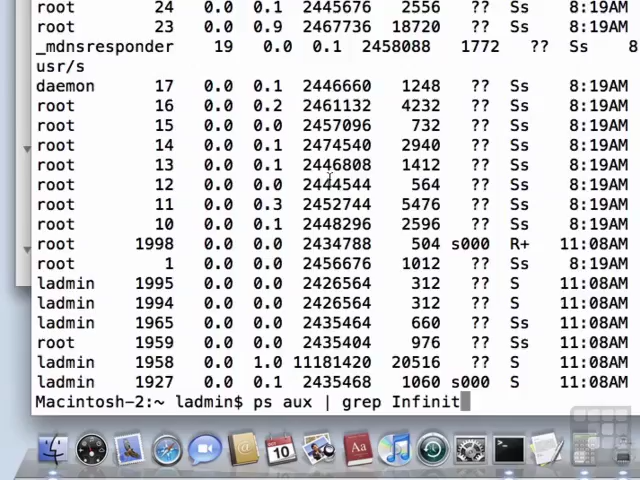 root 24 0.0 0.1 2445676 2556 ?? Ss 8:19AM
root 23 0.0 0.9 2467736 18720 ?? Ss 8:19AM
_mdnsresponder 19 0.0 0.1 2458088 1772 ?? Ss 8
usr/s
daemon 17 0.0 0.1 2446660 1248 ?? Ss 8:19AM
root 16 0.0 0.2 2461132 4232 ?? Ss 8:19AM
root 15 0.0 0.0 2457096 732 ?? Ss 8:19AM
root 14 0.0 0.1 2474540 2940 ?? Ss 8:19AM
root 13 0.0 0.1 2446808 1412 ?? Ss 8:19AM
root 12 0.0 0.0 2444544 564 ?? Ss 8:19AM
root 11 0.0 0.3 2452744 5476 ?? Ss 8:19AM
root 10 0.0 0.1 2448296 2596 ?? Ss 8:19AM
root 1998 0.0 0.0 2434788 504 s000 R+ 11:08AM
root 1 0.0 0.1 2456676 1012 ?? Ss 8:19AM
ladmin 1995 0.0 0.0 2426564 312 ?? S 11:08AM
ladmin 1994 0.0 0.0 2426564 312 ?? S 11:08AM
ladmin 1965 0.0 0.0 2435464 660 ?? Ss 11:08AM
root 1959 0.0 0.0 2435404 976 ?? Ss 11:08AM
ladmin 1958 0.0 1.0 11181420 20516 ?? S 11:08AM
ladmin 1927 0.0 0.1 2435468 1060 s000 S 11:08AM
Macintosh-2:~ ladmin$ ps aux | grep Infinit
10
Aa